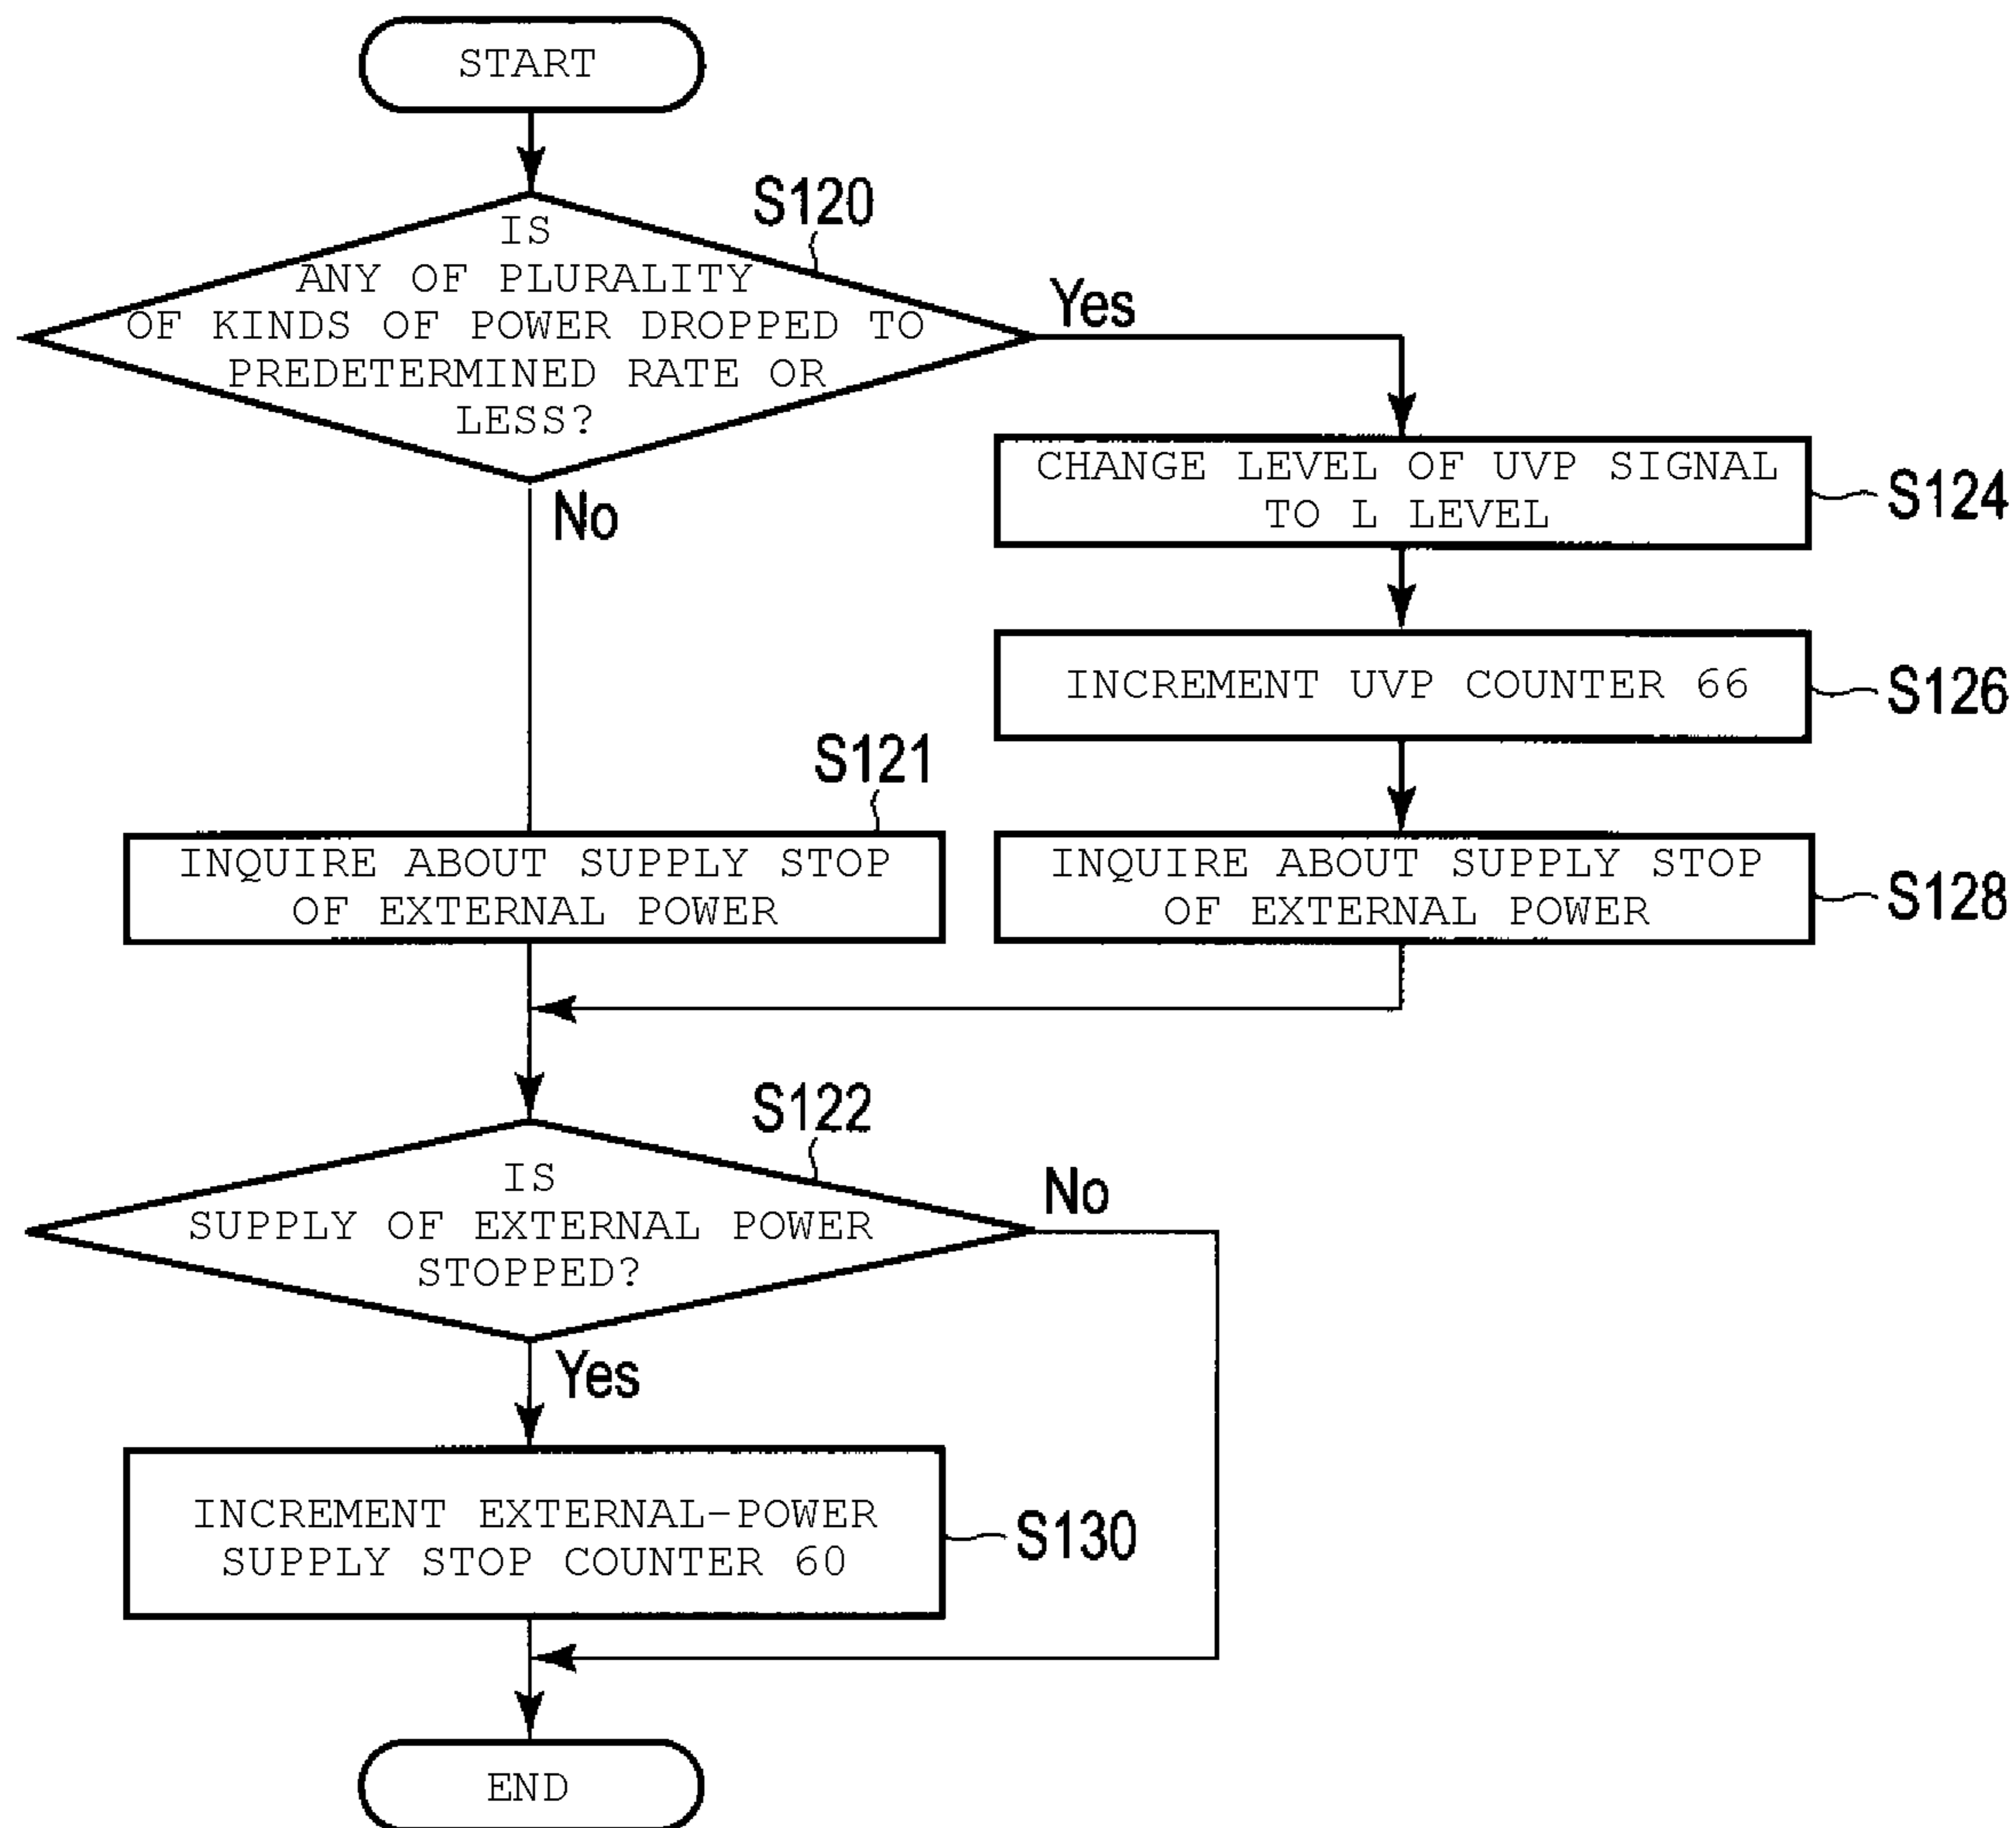 START
S120
IS
ANY OF PLURALITY
OF KINDS OF POWER DROPPED TO
PREDETERMINED RATE OR
LESS?
Yes
No
CHANGE LEVEL OF UVP SIGNAL
TO L LEVEL
S124
INCREMENT UVP COUNTER 66
S126
S121
INQUIRE ABOUT SUPPLY STOP
OF EXTERNAL POWER
INQUIRE ABOUT SUPPLY STOP
OF EXTERNAL POWER
S128
S122
IS
SUPPLY OF EXTERNAL POWER
STOPPED?
No
Yes
INCREMENT EXTERNAL-POWER
SUPPLY STOP COUNTER 60
S130
END